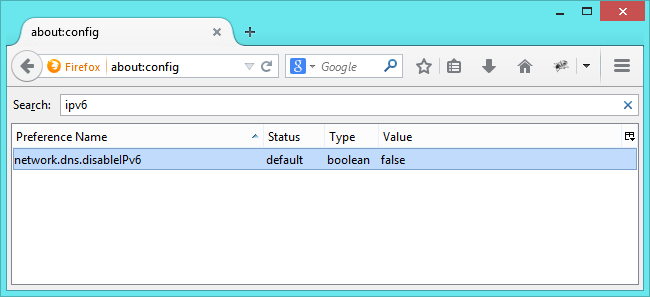 about:config
Firefox about:config Google
Search: ipv6
Preference Name Status Type Value
network.dns.disableIPv6 default boolean false